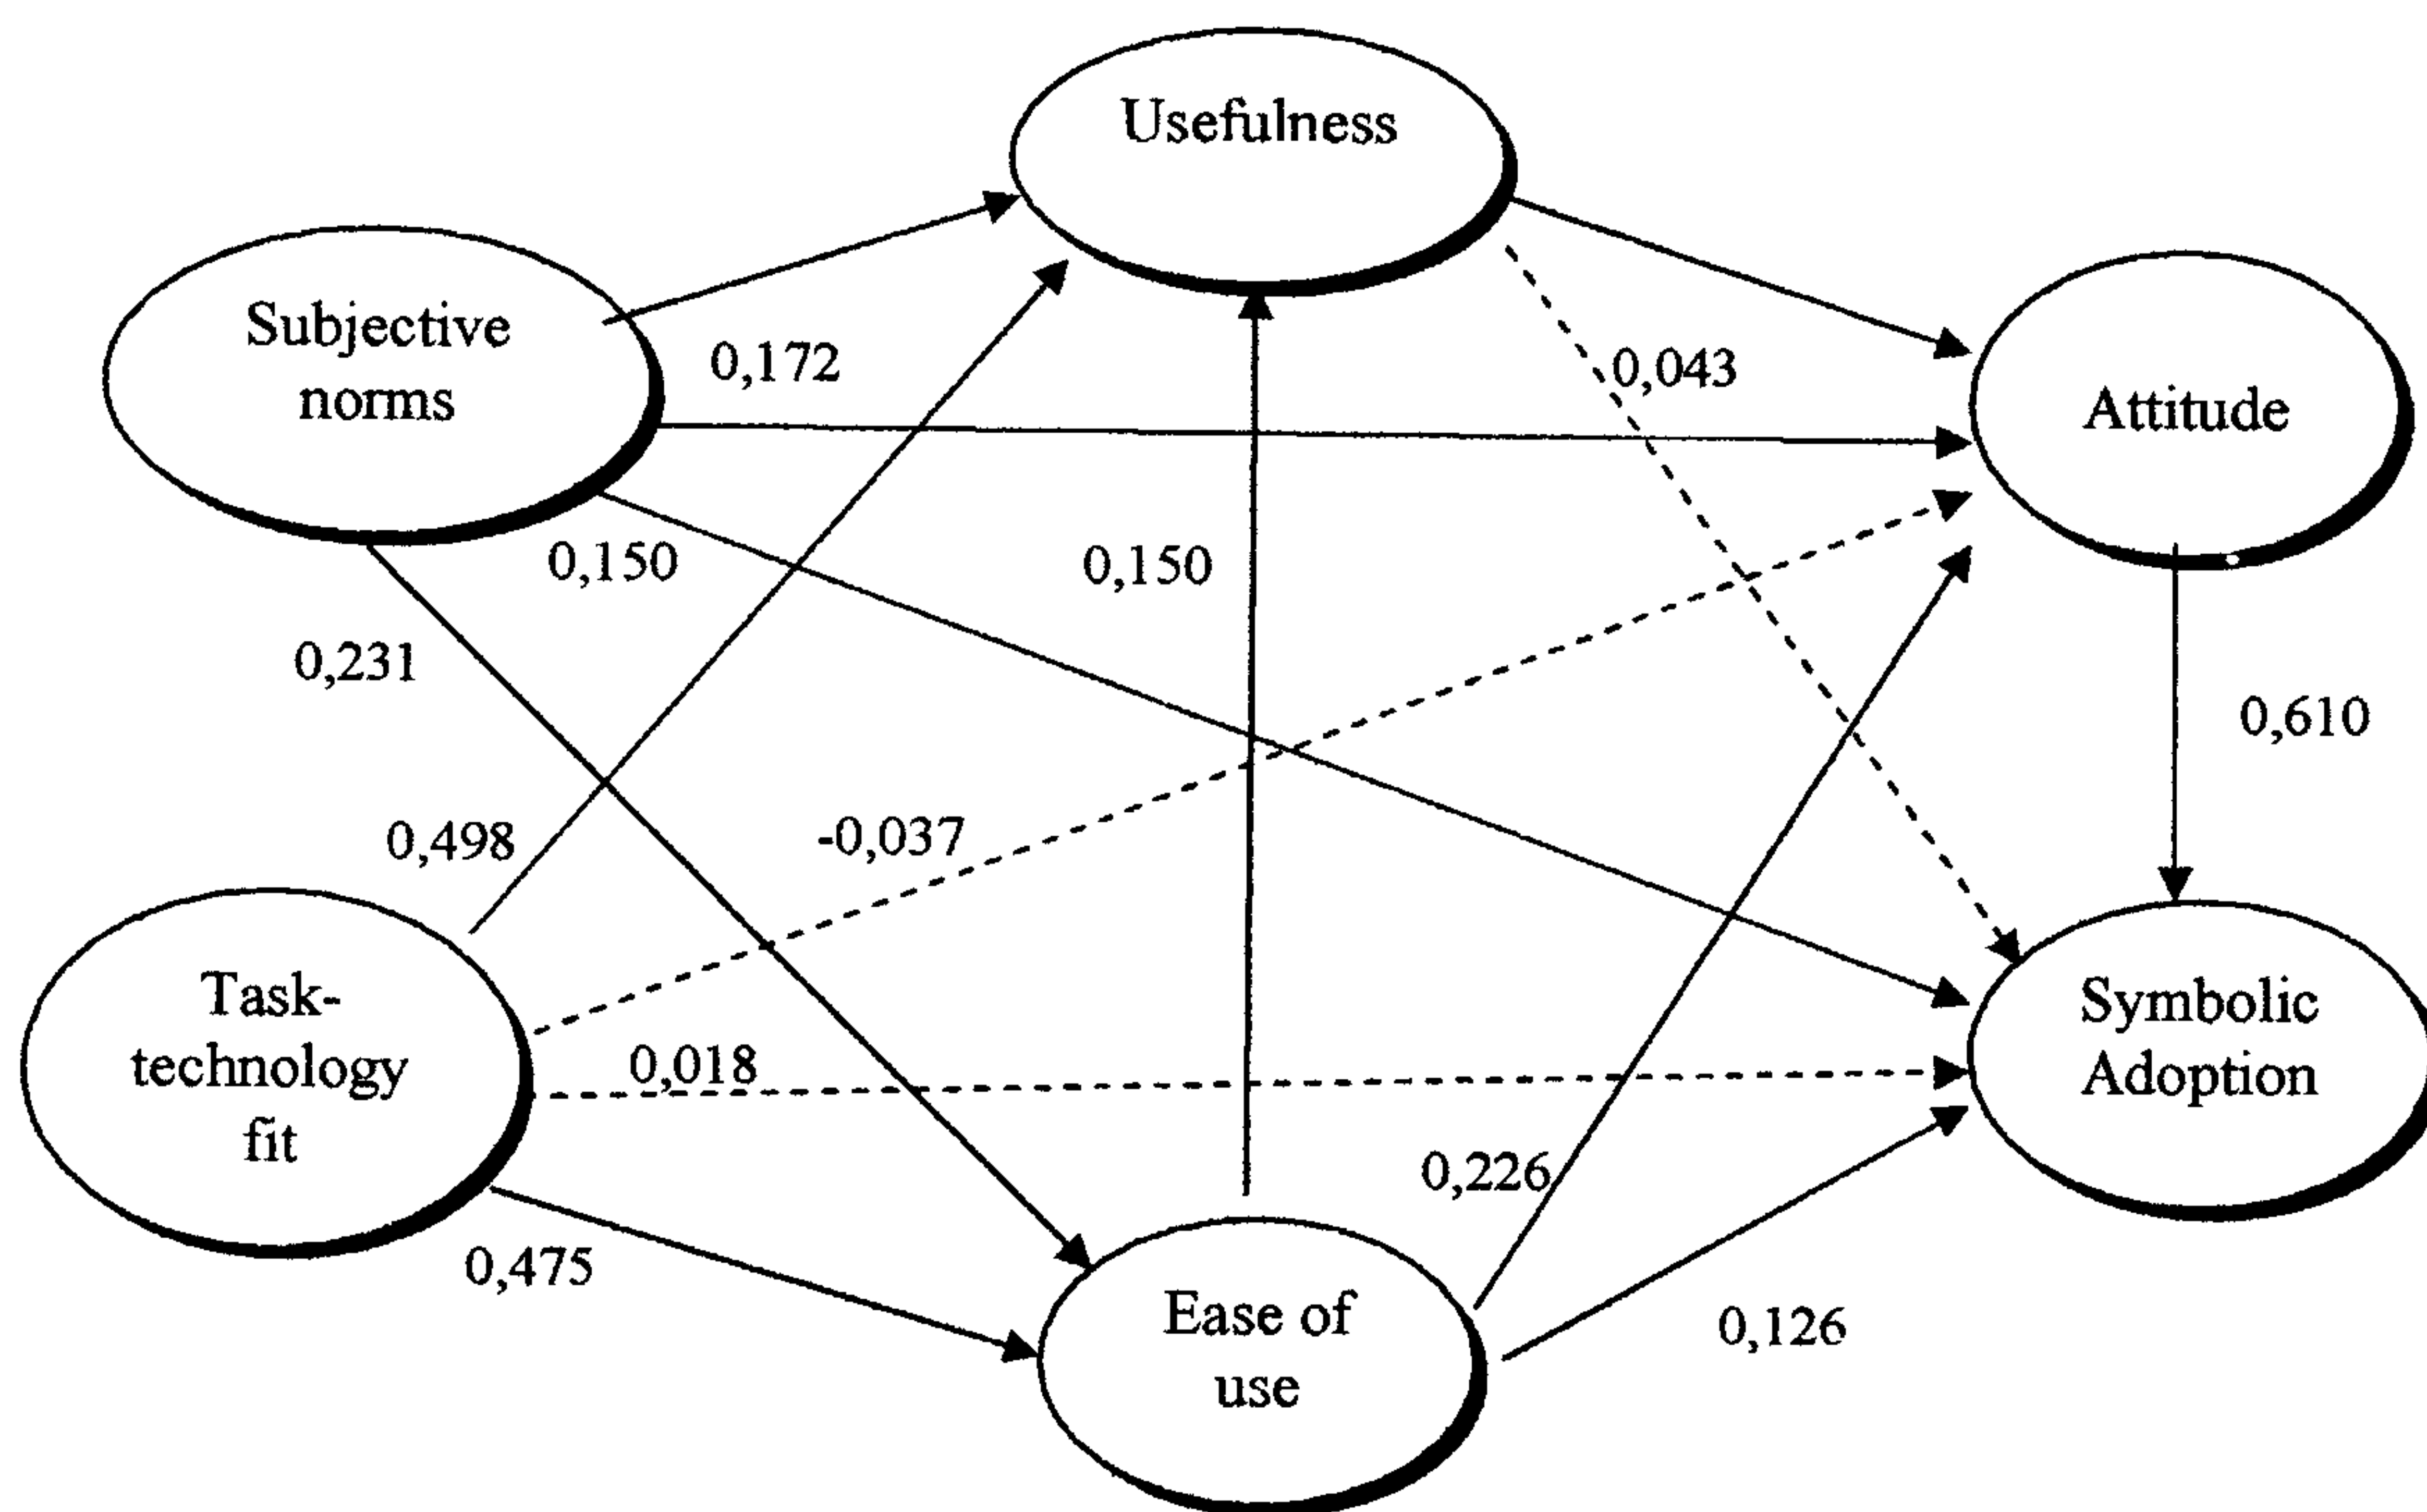 Usefulness
Subjective
norms
0,172
0,043
Attitude
0,150
0,150
0,231
0,610
0,498
-0,037
Task-
technology
fit
0,018
Symbolic
Adoption
0,226
0,475
Ease of
use
0,126